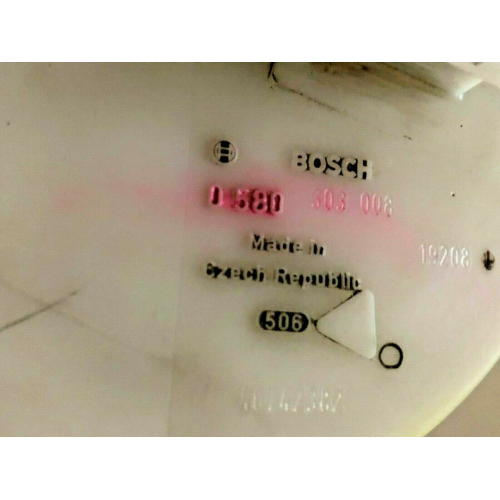 BOSCH
0 580 303 008
Made in
Czech Republic
19208
506